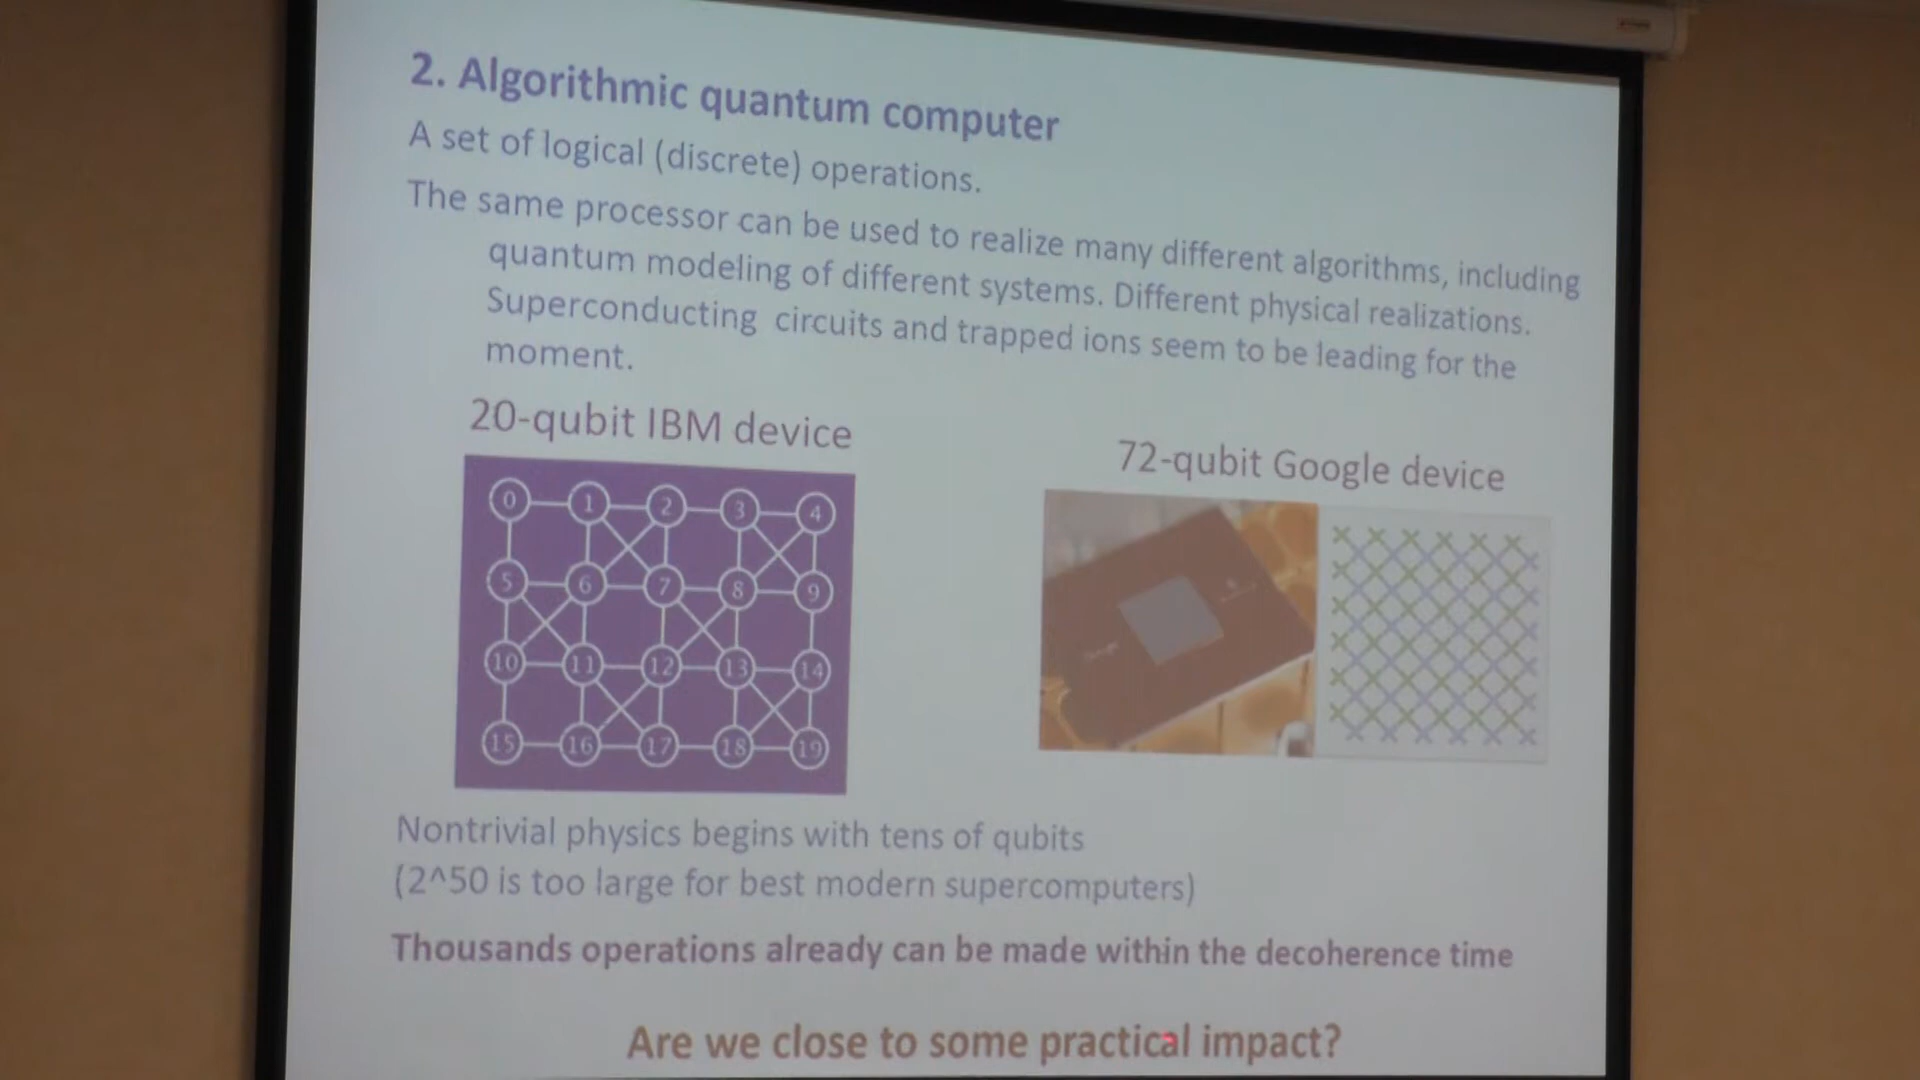 2. Algorithmic quantum computer
A set of logical (discrete) operations.
The same processor can be used to realize many different algorithms, including
quantum modeling of different systems. Different physical realizations.
Superconducting circuits and trapped ions seem to be leading for the
moment.
20-qubit IBM device
72-qubit Google device
0 1 2 3 4
5 6 7 8 9
10 11 12 13 14
15 16 17 18 19
Nontrivial physics begins with tens of qubits
(2^50 is too large for best modern supercomputers)
Thousands operations already can be made within the decoherence time
Are we close to some practical impact?